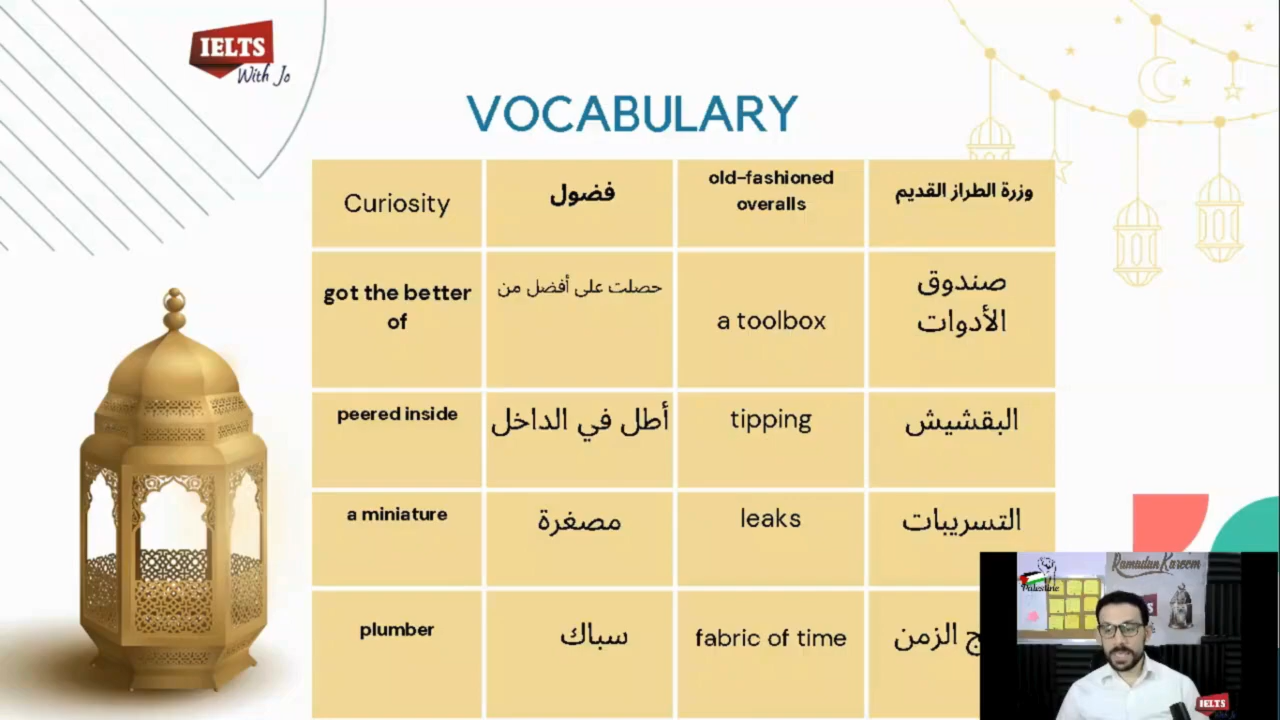 IELTS
With Jo
VOCABULARY
Curiosity
فضول
old-fashioned
overalls
وزرة الطراز القديم
got the better
of
حصلت على أفضل من
a toolbox
صندوق
الأدوات
peered inside
أطل في الداخل
tipping
البقشيش
a miniature
مصغرة
leaks
التسريبات
plumber
سباك
fabric of time
الزمن
Ramadan Kareem
Palestine
IELTS